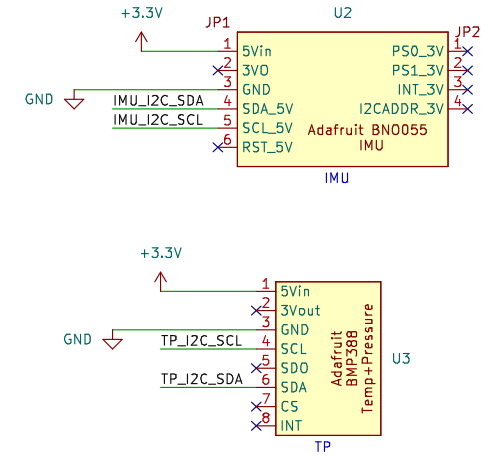 +3.3V
U2
JP1
JP2
1 5Vin PS0_3V 1
2 3VO PS1_3V 2
GND 3 GND INT_3V 3
IMU_I2C_SDA 4 SDA_5V I2CADDR_3V 4
IMU_I2C_SCL 5 SCL_5V Adafruit BNO055
6 RST_5V IMU
IMU
+3.3V
1 5Vin
2 3Vout
GND 3 GND
TP_I2C_SCL 4 SCL
5 SDO
TP_I2C_SDA 6 SDA
7 CS
8 INT
Adafruit
BMP388
Temp+Pressure
U3
TP